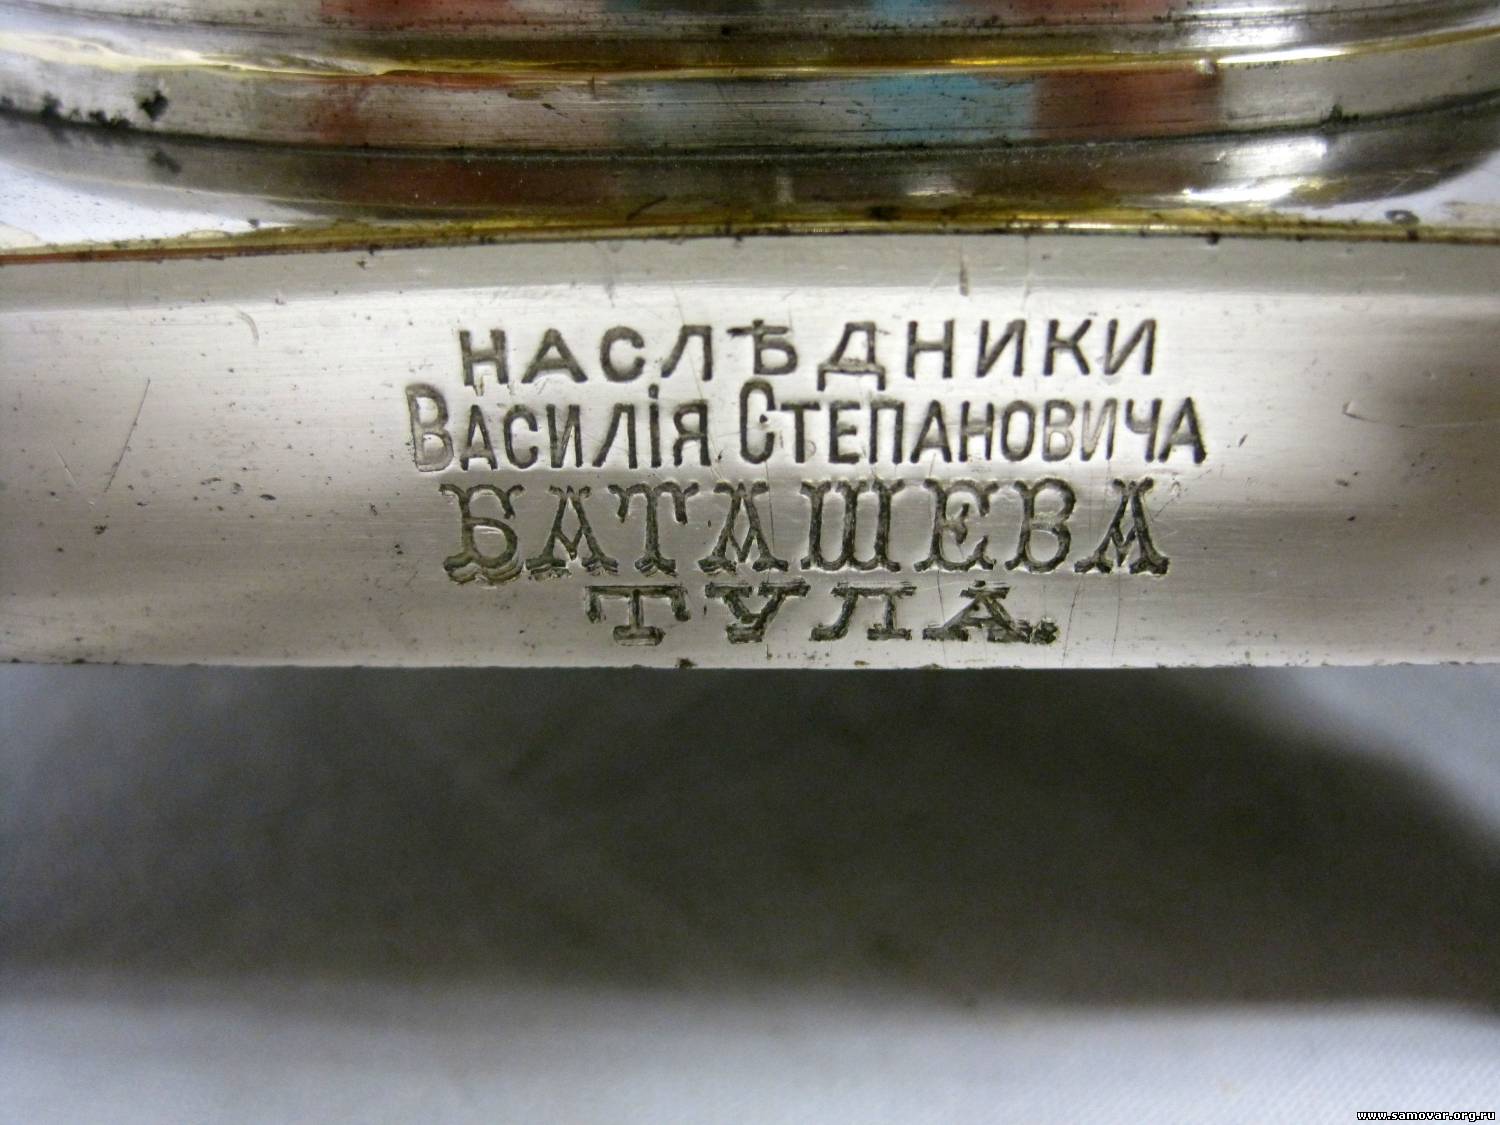 НАСЛѢДНИКИ
ВАСИЛІЯ СТЕПАНОВИЧА
БАТАШЕВА
ТУЛА.
www.samovar.org.ru